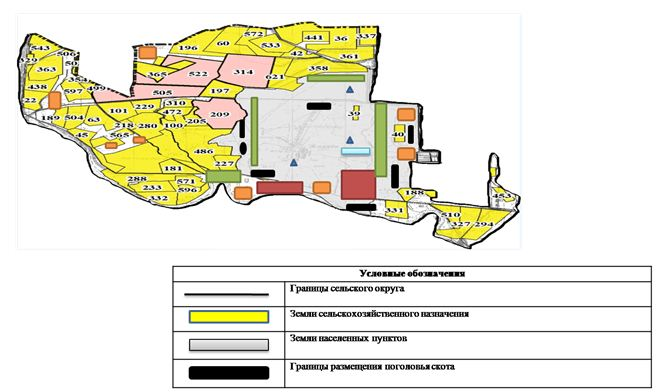 572
441 36 337
543
196 60 533
506 42
329 50 361
363 365 522 314 358
354 621
438 597 499 505 197
22 310 39
101 229 472 209
189 504 63 205
218 280 100 40
45 565
486
227
181
288 571
233 596 188 453
332
331 510
327 294
Условные обозначения
Границы сельского округа
Земли сельскохозяйственного назначения
Земли населенных пунктов
Границы размещения поголовья скота